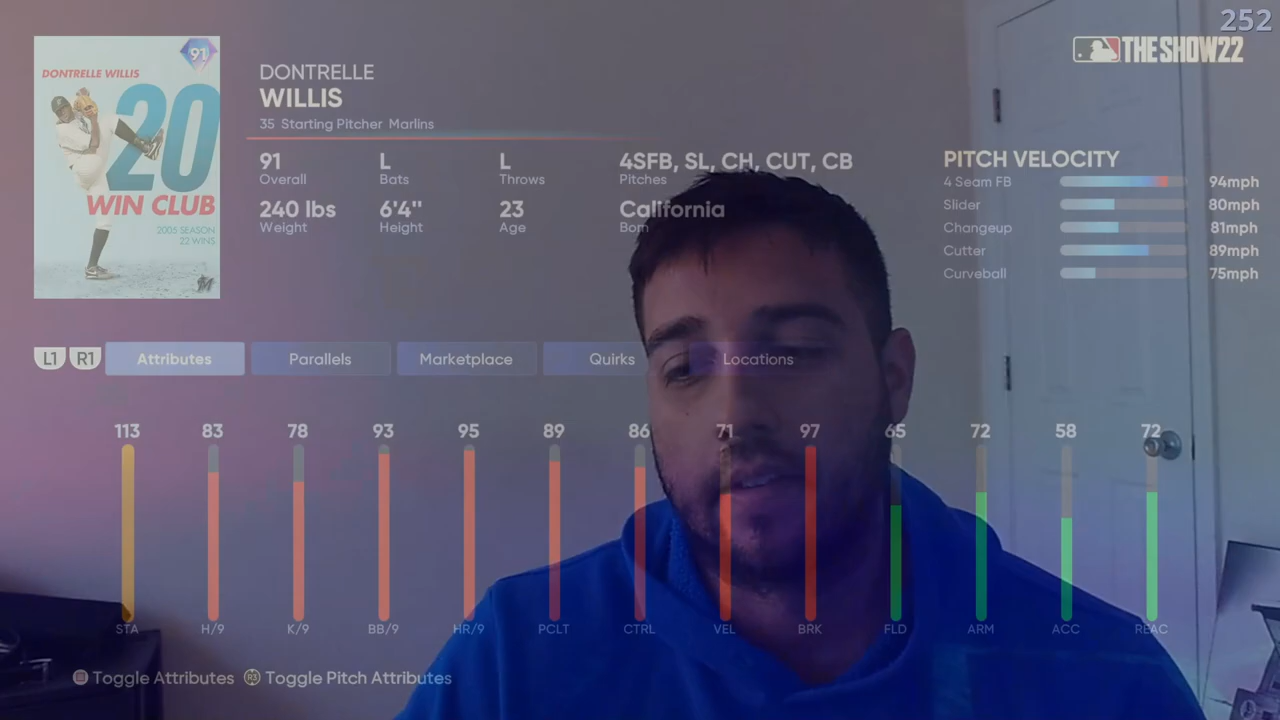 252
THE SHOW 22
91
DONTRELLE WILLIS
20
WIN CLUB
2005 SEASON
22 WINS
DONTRELLE
WILLIS
35 Starting Pitcher Marlins
91 L L 4SFB, SL, CH, CUT, CB
Overall Bats Throws Pitches
240 lbs 6'4" 23 California
Weight Height Age Born
PITCH VELOCITY
4 Seam FB 94mph
Slider 80mph
Changeup 81mph
Cutter 89mph
Curveball 75mph
L1 R1 Attributes Parallels Marketplace Quirks Locations
113 83 78 93 95 89 86 71 97 65 72 58 72
STA H/9 K/9 BB/9 HR/9 PCLT CTRL VEL BRK FLD ARM ACC REAC
Toggle Attributes R3 Toggle Pitch Attributes